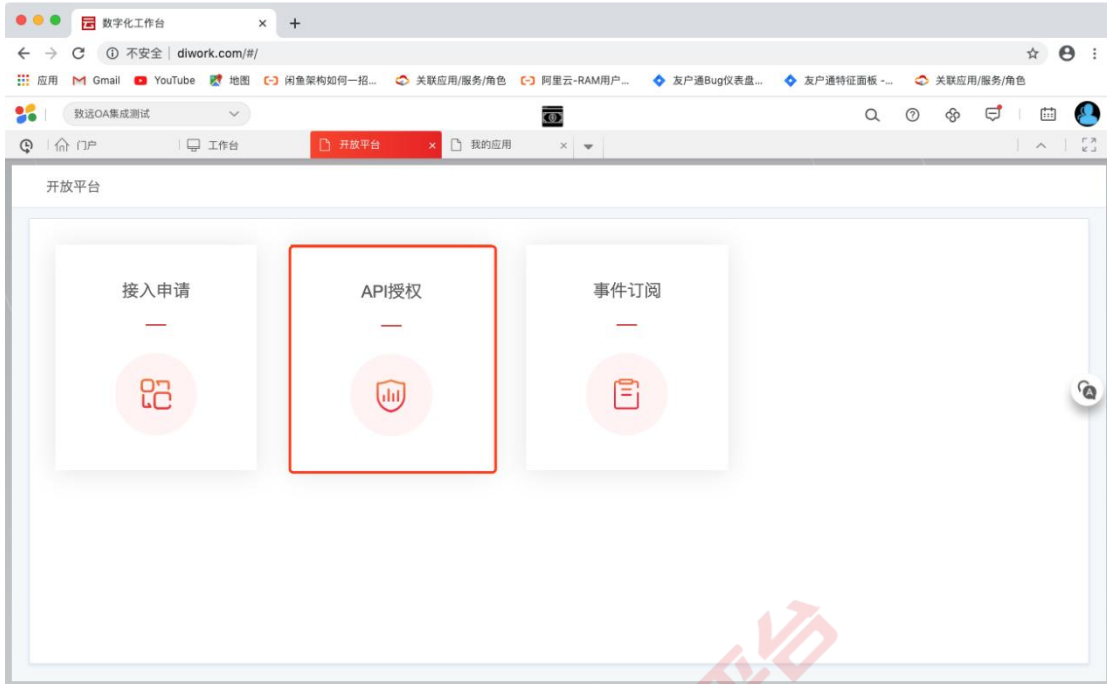 数字化工作台
不安全 diwork.com/#/
应用 Gmail YouTube 地图 闲鱼架构如何一招... 关联应用/服务/角色 阿里云-RAM用户... 友户通Bug仪表盘... 友户通特征面板 -... 关联应用/服务/角色
致远OA集成测试
门户 工作台 开放平台 我的应用
开放平台
接入申请 API授权 事件订阅
平台